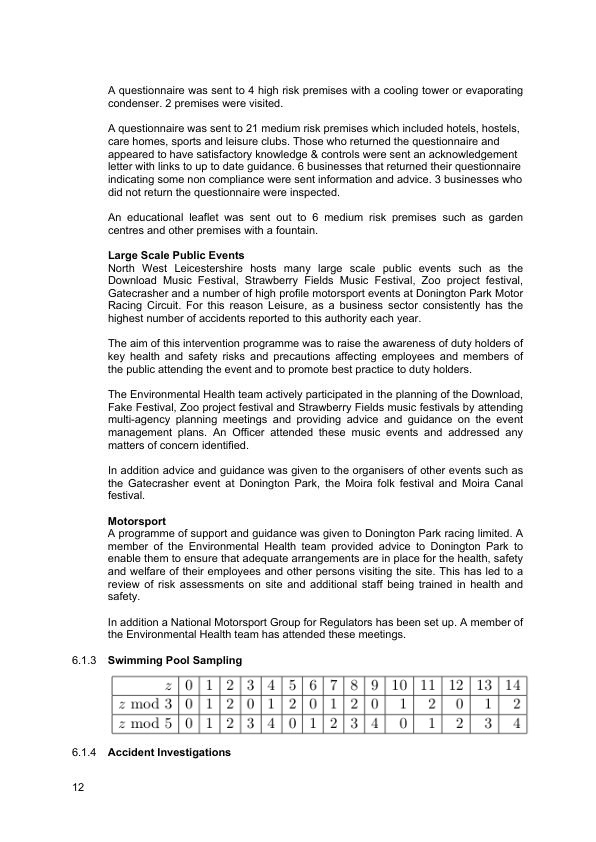 A questionnaire was sent to 4 high risk premises with a cooling tower or evaporating
condenser. 2 premises were visited.
A questionnaire was sent to 21 medium risk premises which included hotels, hostels,
care homes, sports and leisure clubs. Those who returned the questionnaire and
appeared to have satisfactory knowledge & controls were sent an acknowledgement
letter with links to up to date guidance. 6 businesses that returned their questionnaire
indicating some non compliance were sent information and advice. 3 businesses who
did not return the questionnaire were inspected.
An educational leaflet was sent out to 6 medium risk premises such as garden
centres and other premises with a fountain.
Large Scale Public Events
North West Leicestershire hosts many large scale public events such as the
Download Music Festival, Strawberry Fields Music Festival, Zoo project festival,
Gatecrasher and a number of high profile motorsport events at Donington Park Motor
Racing Circuit. For this reason Leisure, as a business sector consistently has the
highest number of accidents reported to this authority each year.
The aim of this intervention programme was to raise the awareness of duty holders of
key health and safety risks and precautions affecting employees and members of
the public attending the event and to promote best practice to duty holders.
The Environmental Health team actively participated in the planning of the Download,
Fake Festival, Zoo project festival and Strawberry Fields music festivals by attending
multi-agency planning meetings and providing advice and guidance on the event
management plans. An Officer attended these music events and addressed any
matters of concern identified.
In addition advice and guidance was given to the organisers of other events such as
the Gatecrasher event at Donington Park, the Moira folk festival and Moira Canal
festival.
Motorsport
A programme of support and guidance was given to Donington Park racing limited. A
member of the Environmental Health team provided advice to Donington Park to
enable them to ensure that adequate arrangements are in place for the health, safety
and welfare of their employees and other persons visiting the site. This has led to a
review of risk assessments on site and additional staff being trained in health and
safety.
In addition a National Motorsport Group for Regulators has been set up. A member of
the Environmental Health team has attended these meetings.
6.1.3 Swimming Pool Sampling
z 0 1 2 3 4 5 6 7 8 9 10 11 12 13 14
z mod 3 0 1 2 0 1 2 0 1 2 0 1 2 0 1 2
z mod 5 0 1 2 3 4 0 1 2 3 4 0 1 2 3 4
6.1.4 Accident Investigations
12